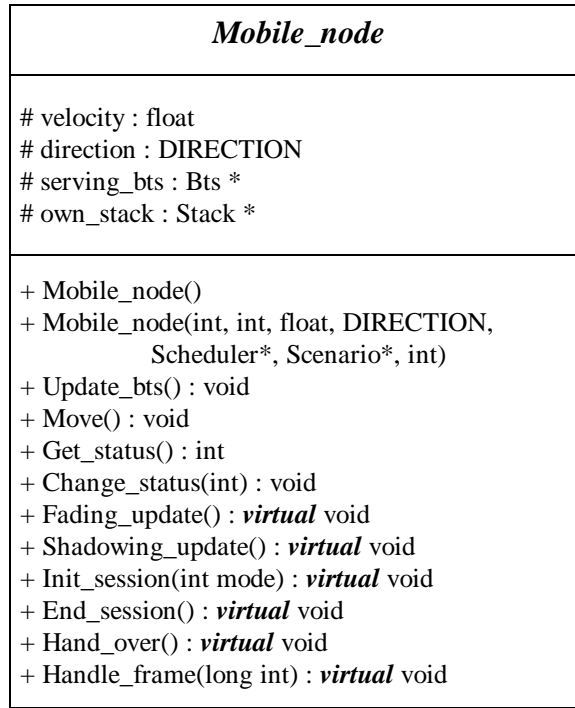 Mobile_node
# velocity : float
# direction : DIRECTION
# serving_bts : Bts *
# own_stack : Stack *
+ Mobile_node()
+ Mobile_node(int, int, float, DIRECTION,
Scheduler*, Scenario*, int)
+ Update_bts() : void
+ Move() : void
+ Get_status() : int
+ Change_status(int) : void
+ Fading_update() : virtual void
+ Shadowing_update() : virtual void
+ Init_session(int mode) : virtual void
+ End_session() : virtual void
+ Hand_over() : virtual void
+ Handle_frame(long int) : virtual void